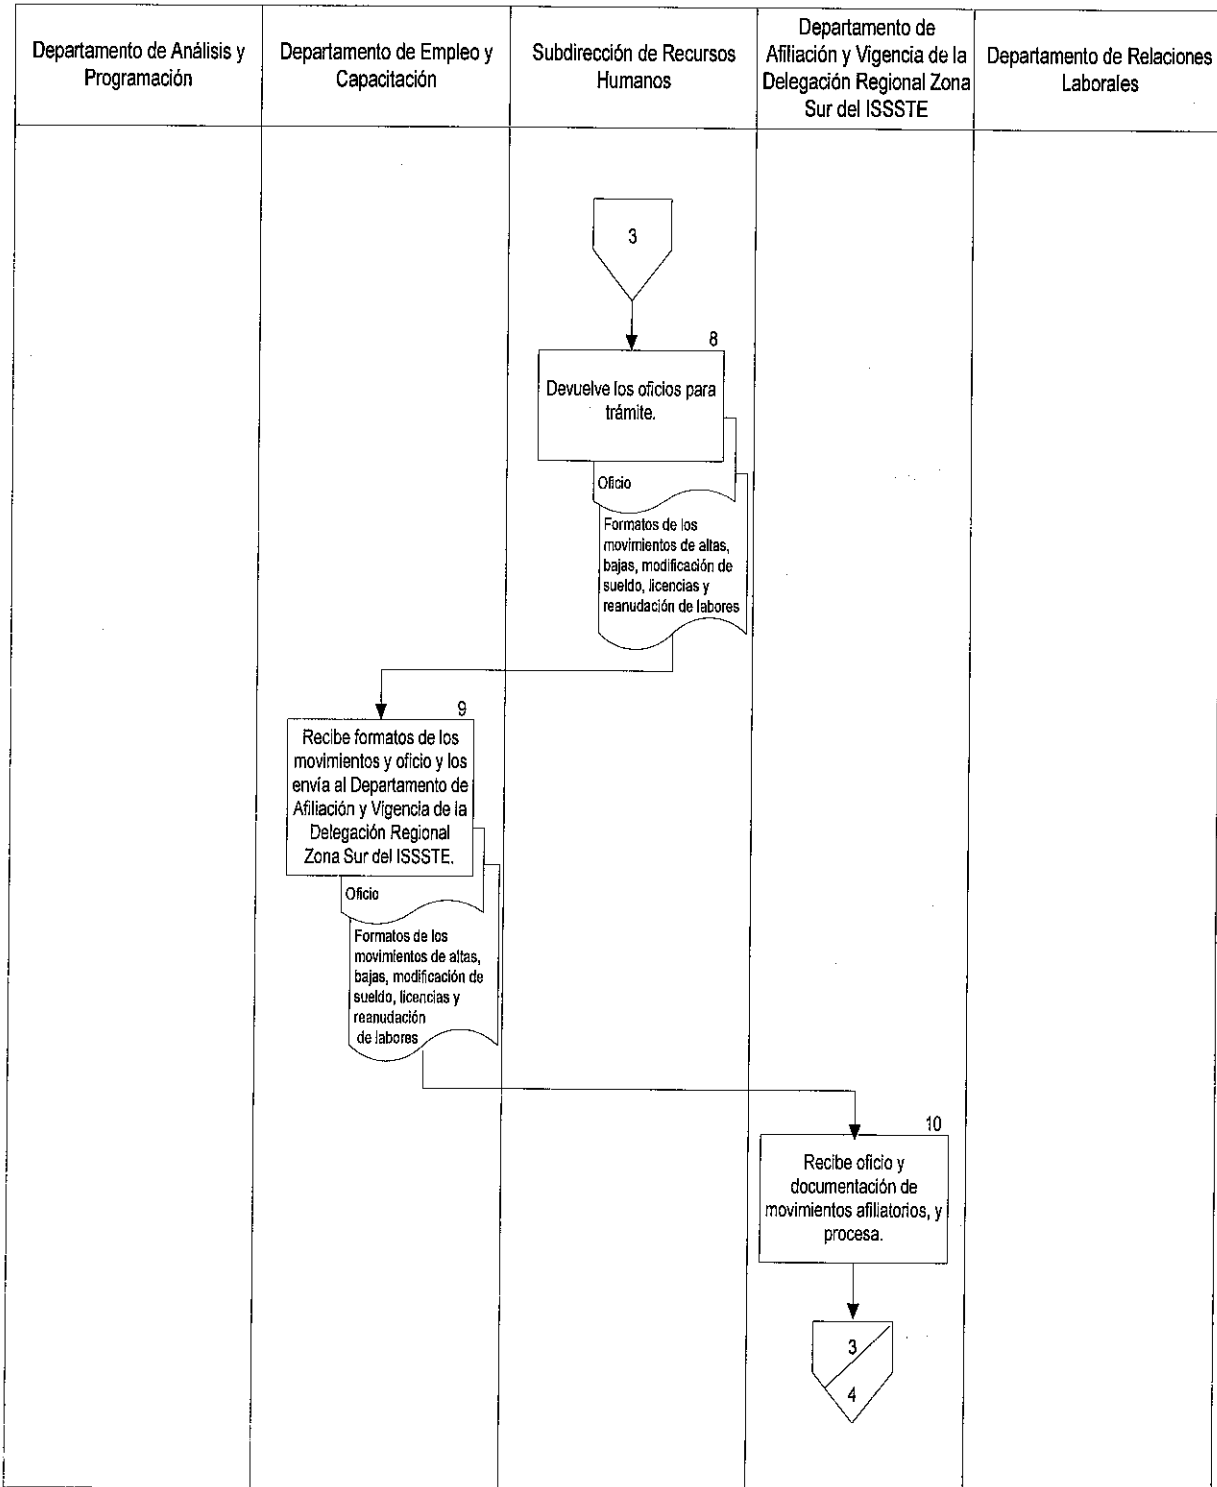 Departamento de Análisis y
Programación
Departamento de Empleo y
Capacitación
Subdirección de Recursos
Humanos
Departamento de
Afiliación y Vigencia de la
Delegación Regional Zona
Sur del ISSSTE
Departamento de Relaciones
Laborales
3
8
Devuelve los oficios para
trámite.
Oficio
Formatos de los
movimientos de altas,
bajas, modificación de
sueldo, licencias y
reanudación de labores
9
Recibe formatos de los
movimientos y oficio y los
envía al Departamento de
Afiliación y Vigencia de la
Delegación Regional
Zona Sur del ISSSTE.
Oficio
Formatos de los
movimientos de altas,
bajas, modificación de
sueldo, licencias y
reanudación
de labores
10
Recibe oficio y
documentación de
movimientos afiliatorios, y
procesa.
3
4